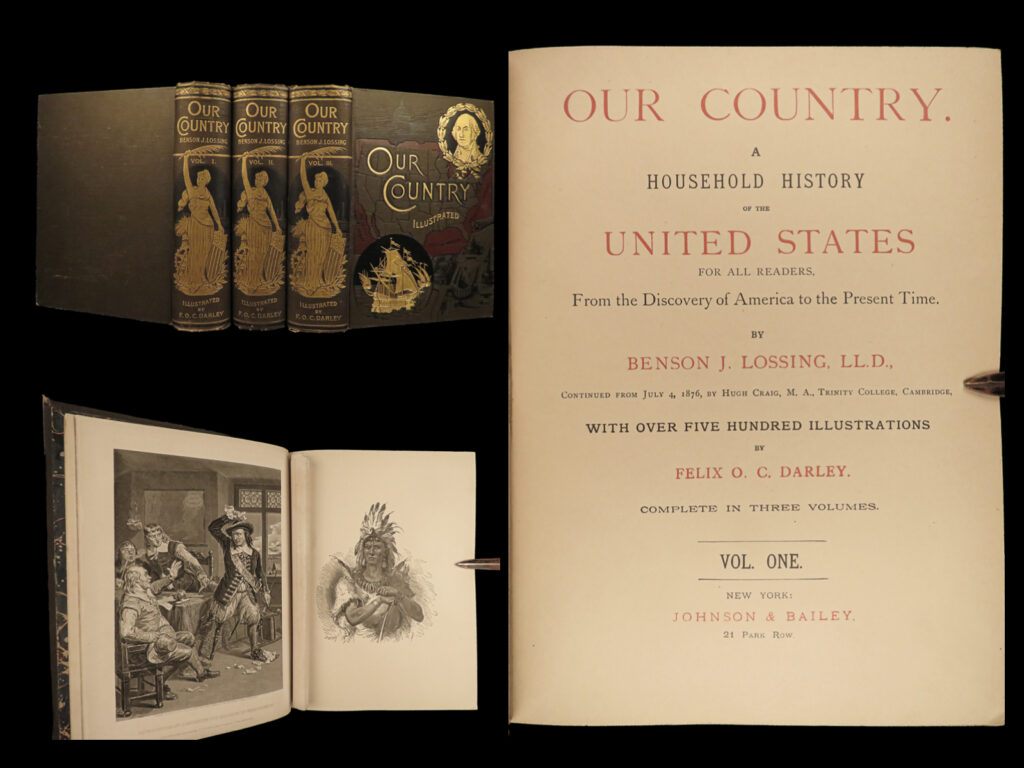 OUR
COUNTRY
BENSON J. LOSSING
VOL. I.
ILLUSTRATED
BY
F.O.C. DARLEY
OUR
COUNTRY
BENSON J. LOSSING
VOL. II.
ILLUSTRATED
BY
F.O.C. DARLEY
OUR
COUNTRY
BENSON J. LOSSING
VOL. III.
ILLUSTRATED
BY
F.O.C. DARLEY
OUR
COUNTRY
ILLUSTRATED
OUR COUNTRY.
A
HOUSEHOLD HISTORY
OF THE
UNITED STATES
FOR ALL READERS,
From the Discovery of America to the Present Time.
BY
BENSON J. LOSSING, LL.D.,
CONTINUED FROM JULY 4, 1876, BY HUGH CRAIG, M. A., TRINITY COLLEGE, CAMBRIDGE,
WITH OVER FIVE HUNDRED ILLUSTRATIONS
BY
FELIX O. C. DARLEY.
COMPLETE IN THREE VOLUMES.
VOL. ONE.
NEW YORK:
JOHNSON & BAILEY,
21 PARK ROW.